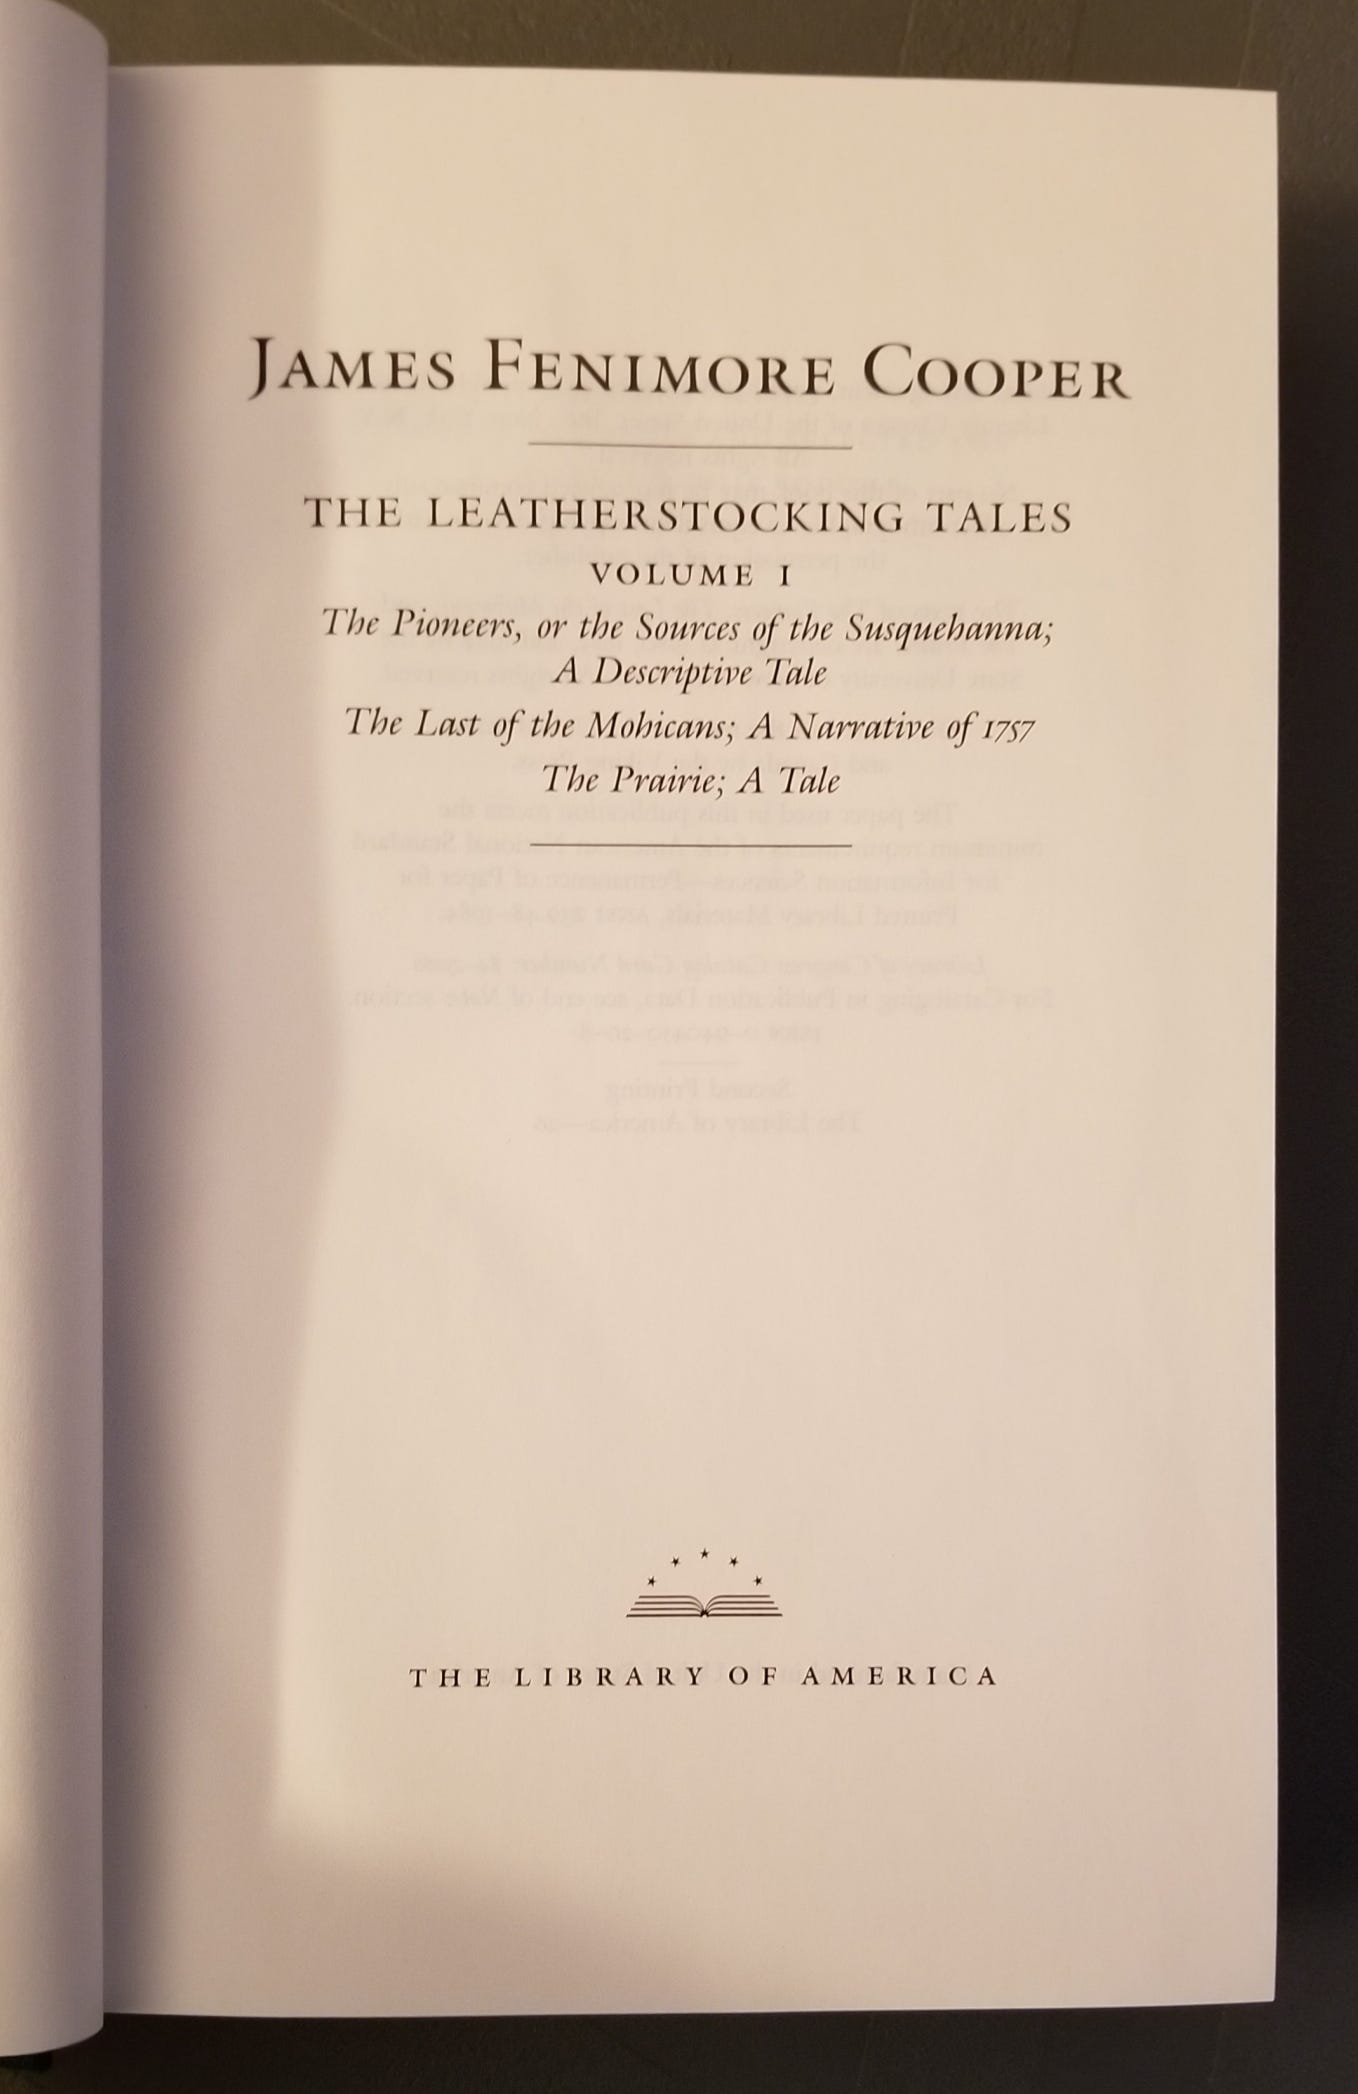 JAMES FENIMORE COOPER
THE LEATHERSTOCKING TALES
VOLUME I
The Pioneers, or the Sources of the Susquehanna;
A Descriptive Tale
The Last of the Mohicans; A Narrative of 1757
The Prairie; A Tale
THE LIBRARY OF AMERICA